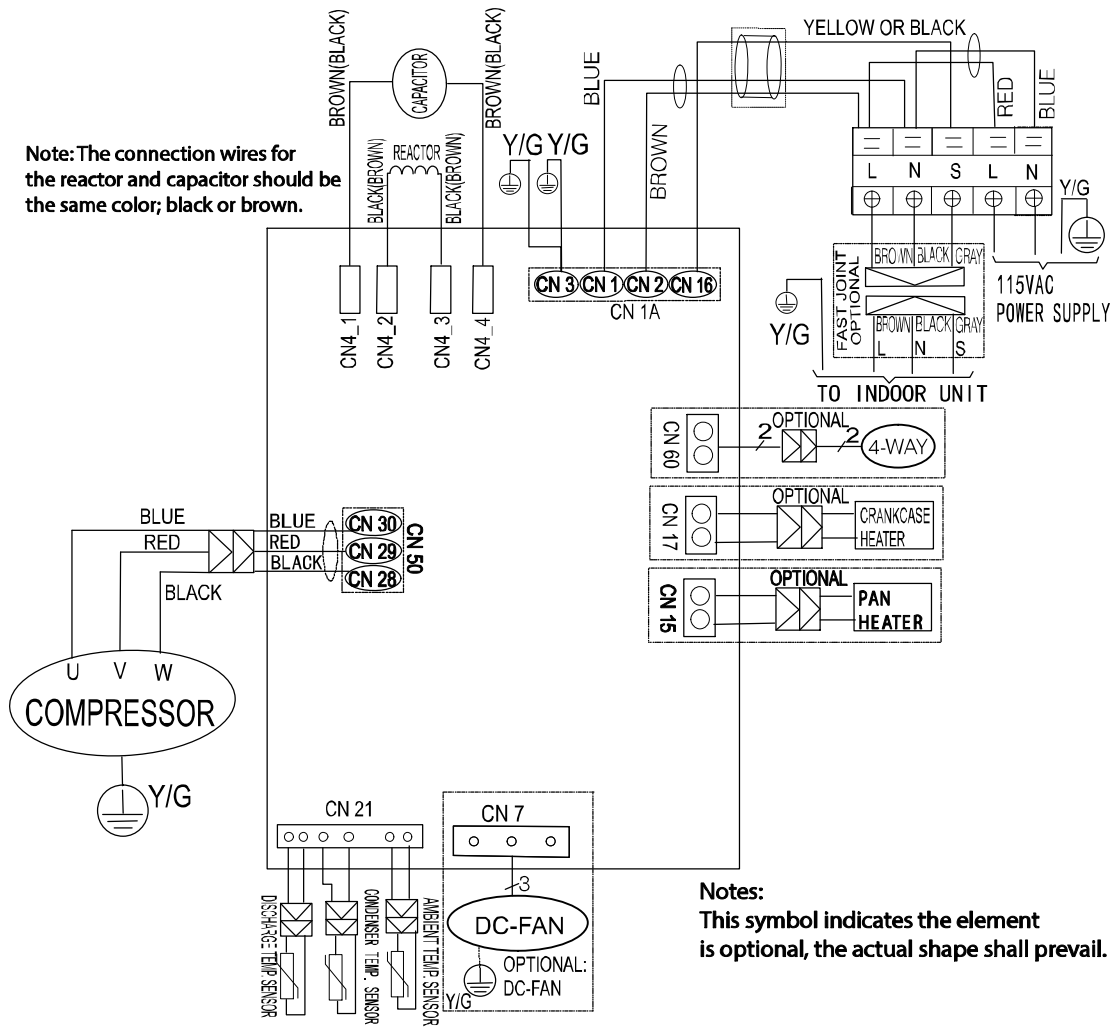 BROWN(BLACK)
CAPACITOR
BROWN(BLACK)
BLACK(BROWN)
REACTOR
BLACK(BROWN)
Note: The connection wires for
the reactor and capacitor should be
the same color; black or brown.
Y/G Y/G
BLUE
BROWN
YELLOW OR BLACK
RED
BLUE
L N S L N
Y/G
CN4_1
CN4_2
CN4_3
CN4_4
CN 3 CN 1 CN 2 CN 16
CN 1A
BROWN BLACK GRAY
FAST JOINT
OPTIONAL
BROWN BLACK GRAY
L N S
Y/G
115VAC
POWER SUPPLY
TO INDOOR UNIT
CN 60
OPTIONAL
2 2
4-WAY
CN 17
OPTIONAL
CRANKCASE
HEATER
CN 15
OPTIONAL
PAN
HEATER
BLUE
RED
BLACK
BLUE
RED
BLACK
CN 30
CN 29
CN 28
CN 50
U V W
COMPRESSOR
Y/G
CN 21
DISCHARGE TEMP. SENSOR
CONDENSER TEMP. SENSOR
AMBIENT TEMP. SENSOR
CN 7
3
DC-FAN
OPTIONAL:
DC-FAN
Y/G
Notes:
This symbol indicates the element
is optional, the actual shape shall prevail.